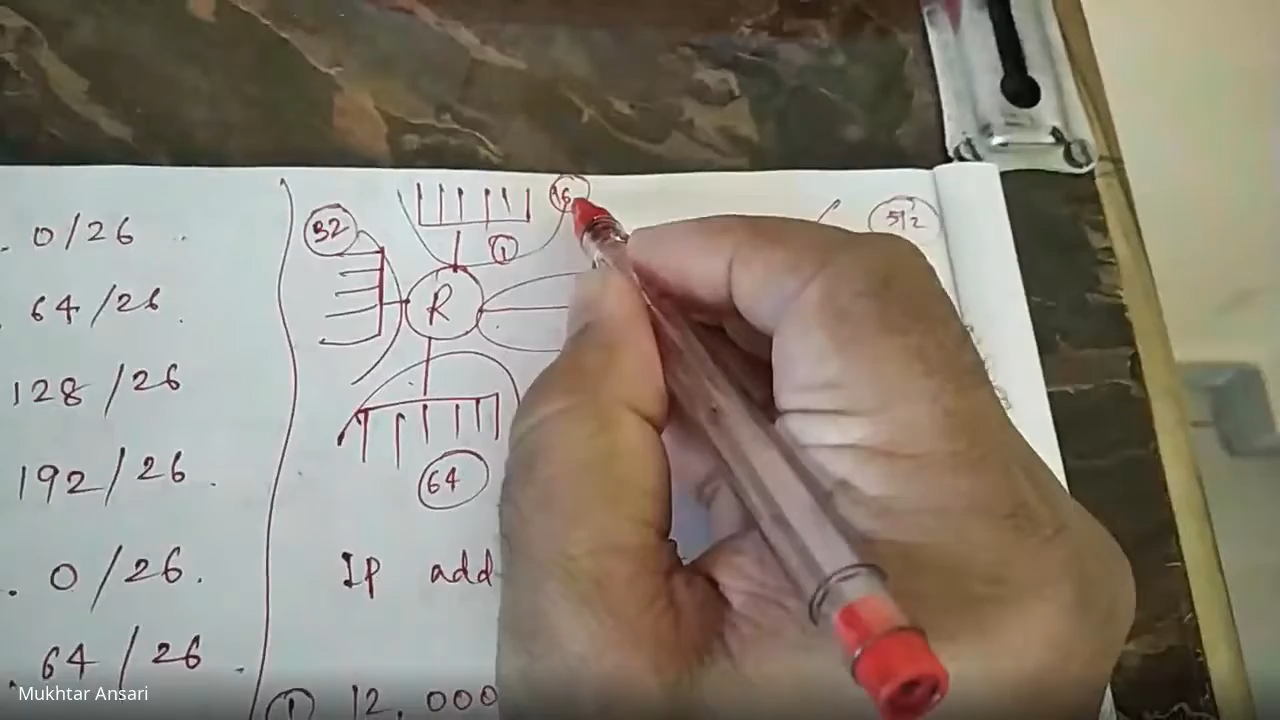 . 0/26
. 64/26
128/26
192/26
. 0/26
. 64/26
32
16
1
512
R
64
IP add
1 12, 000
Mukhtar Ansari